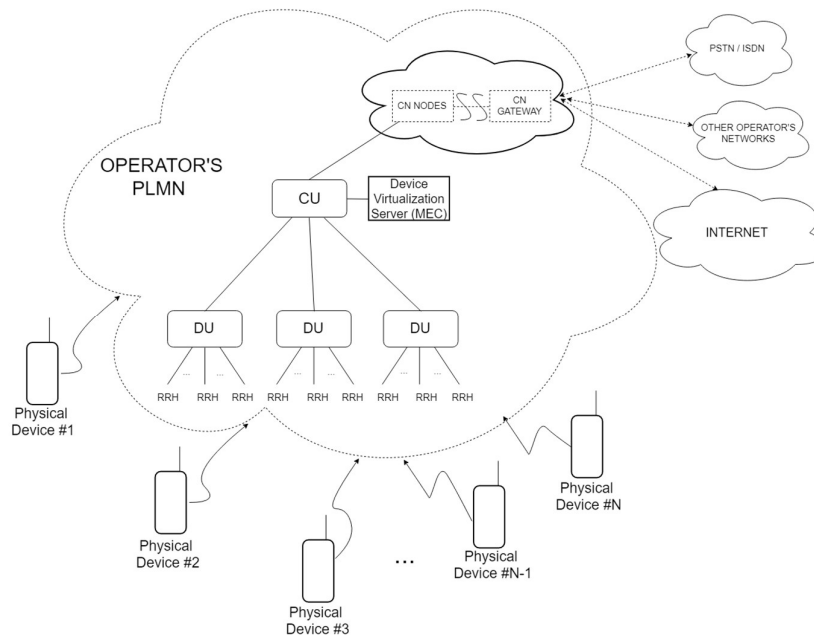 PSTN / ISDN
CN NODES
CN
GATEWAY
OTHER OPERATOR'S
NETWORKS
OPERATOR'S
PLMN
CU
Device
Virtualization
Server (MEC)
INTERNET
DU
DU
DU
... ...
... ...
... ...
RRH RRH RRH
RRH RRH RRH
RRH RRH RRH
Physical
Device #1
Physical
Device #2
Physical
Device #3
...
Physical
Device #N-1
Physical
Device #N